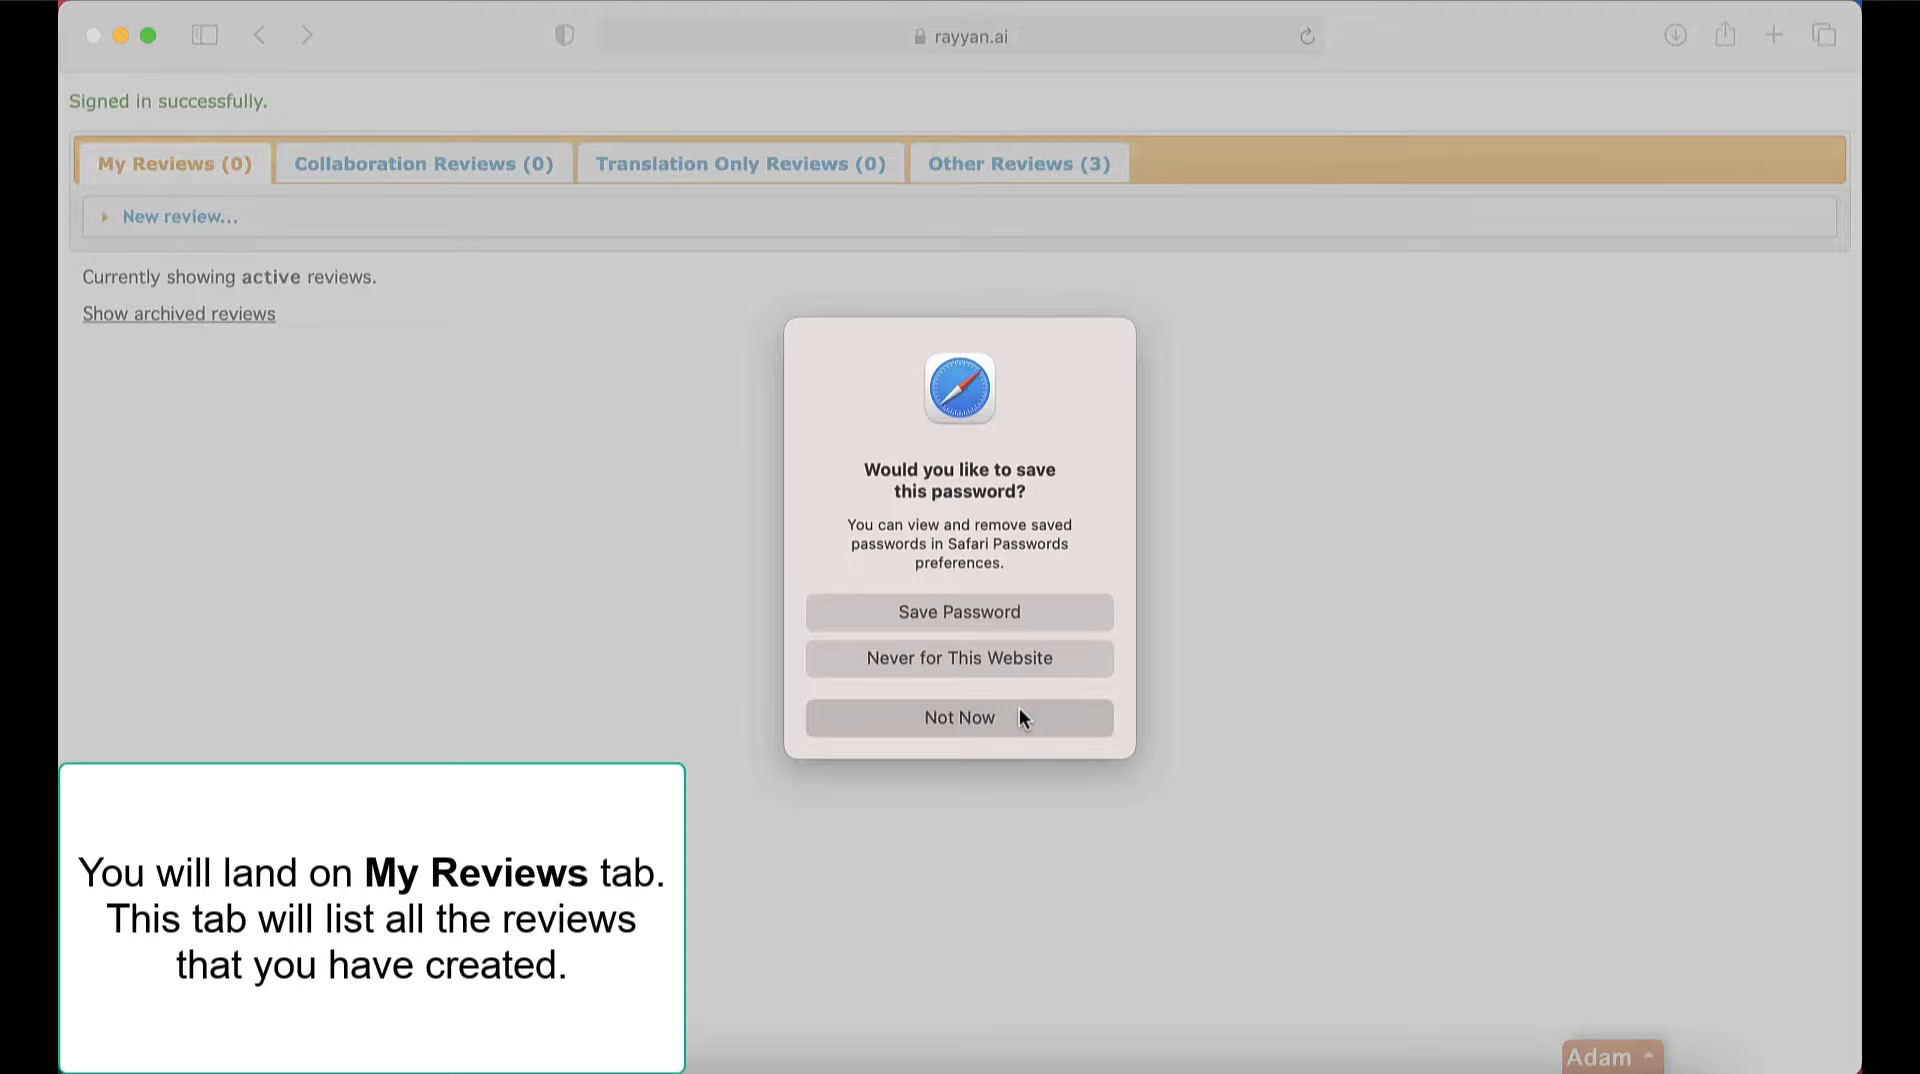 rayyan.ai
Signed in successfully.
My Reviews (0) Collaboration Reviews (0) Translation Only Reviews (0) Other Reviews (3)
New review...
Currently showing active reviews.
Show archived reviews
Would you like to save
this password?
You can view and remove saved
passwords in Safari Passwords
preferences.
Save Password
Never for This Website
Not Now
You will land on My Reviews tab.
This tab will list all the reviews
that you have created.
Adam